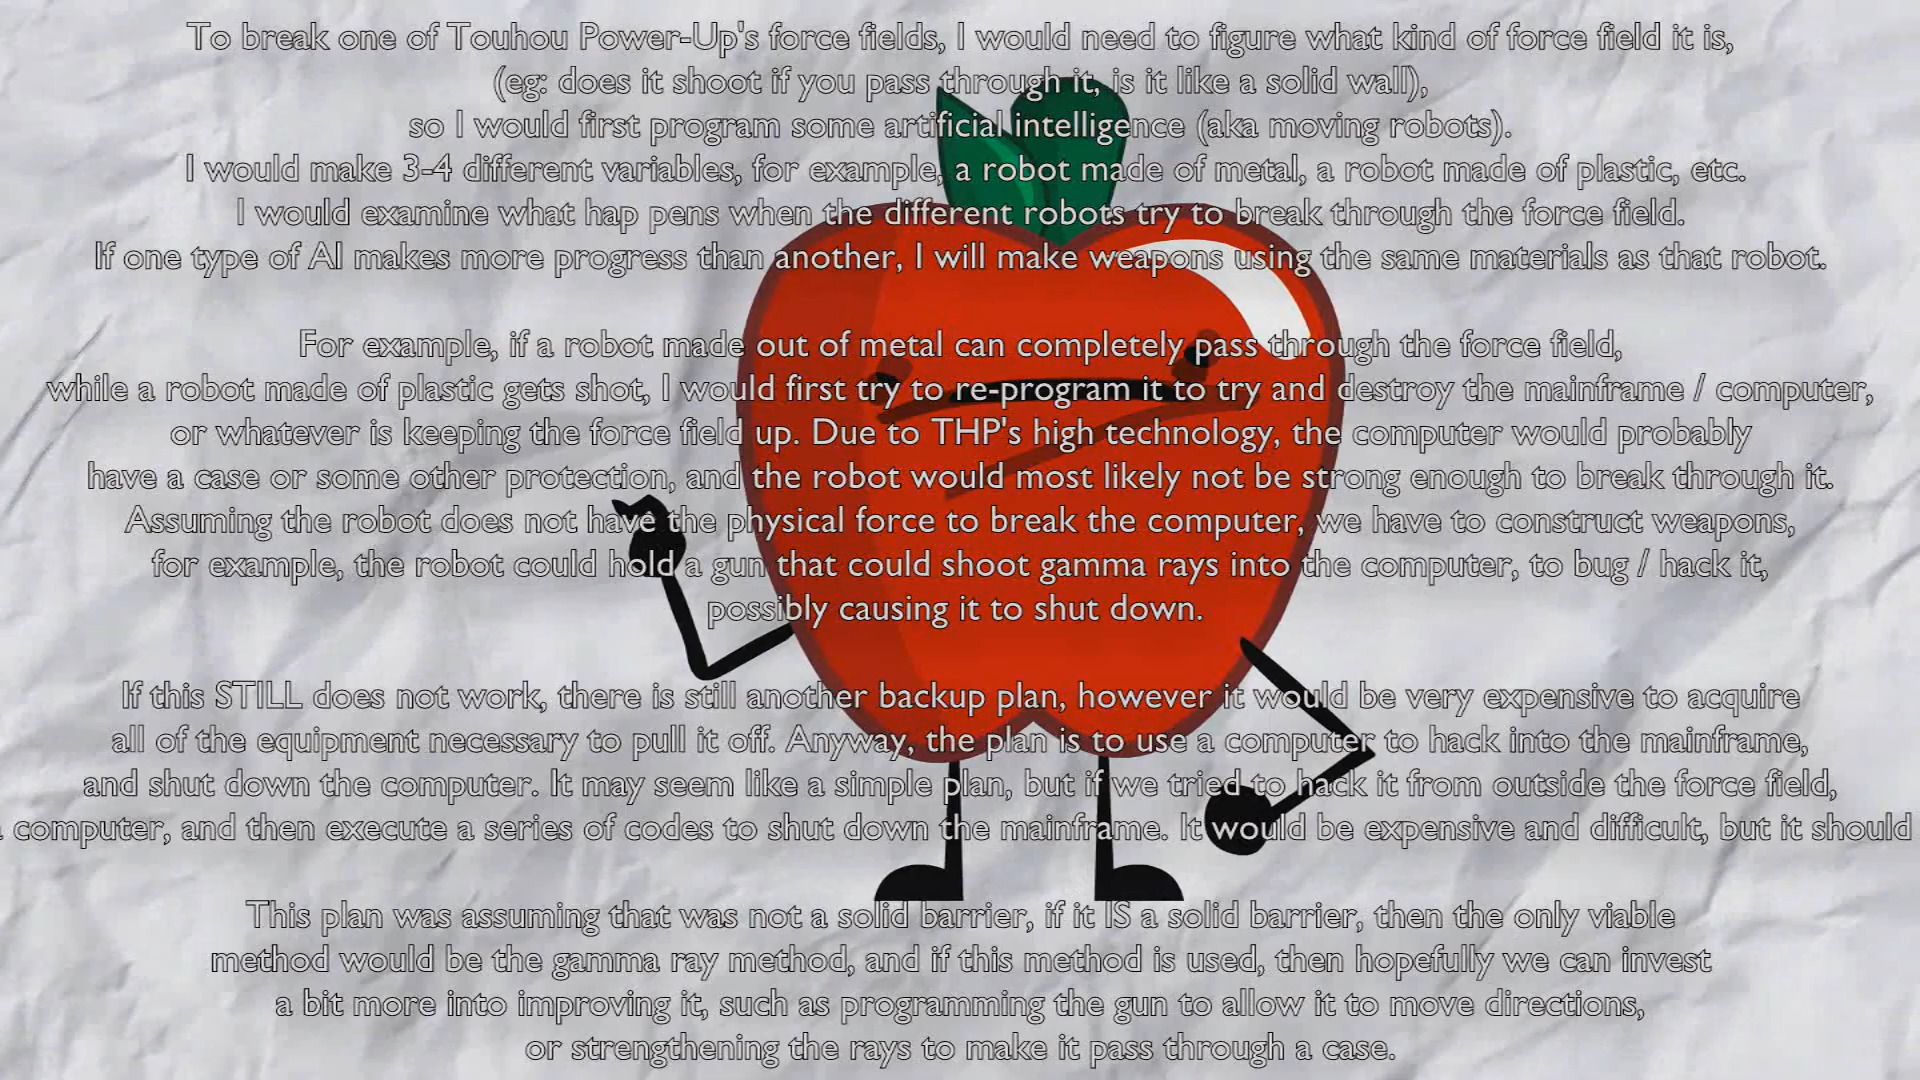 To break one of Touhou Power-Up's force fields, I would need to figure what kind of force field it is,
(eg: does it shoot if you pass through it, is it like a solid wall),
so I would first program some artificial intelligence (aka moving robots).
I would make 3-4 different variables, for example, a robot made of metal, a robot made of plastic, etc.
I would examine what hap pens when the different robots try to break through the force field.
If one type of AI makes more progress than another, I will make weapons using the same materials as that robot.
For example, if a robot made out of metal can completely pass through the force field,
while a robot made of plastic gets shot, I would first try to re-program it to try and destroy the mainframe / computer,
or whatever is keeping the force field up. Due to THP's high technology, the computer would probably
have a case or some other protection, and the robot would most likely not be strong enough to break through it.
Assuming the robot does not have the physical force to break the computer, we have to construct weapons,
for example, the robot could hold a gun that could shoot gamma rays into the computer, to bug / hack it,
possibly causing it to shut down.
If this STILL does not work, there is still another backup plan, however it would be very expensive to acquire
all of the equipment necessary to pull it off. Anyway, the plan is to use a computer to hack into the mainframe,
and shut down the computer. It may seem like a simple plan, but if we tried to hack it from outside the force field,
computer, and then execute a series of codes to shut down the mainframe. It would be expensive and difficult, but it should
This plan was assuming that was not a solid barrier, if it IS a solid barrier, then the only viable
method would be the gamma ray method, and if this method is used, then hopefully we can invest
a bit more into improving it, such as programming the gun to allow it to move directions,
or strengthening the rays to make it pass through a case.